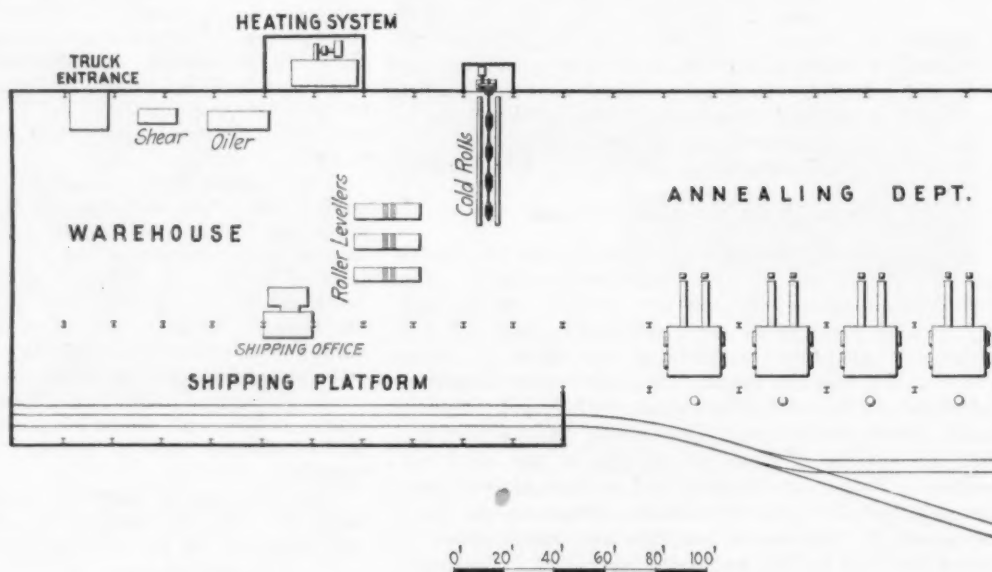 HEATING SYSTEM
TRUCK
ENTRANCE
Shear
Oiler
Cold Rolls
ANNEALING DEPT.
WAREHOUSE
Roller Levellers
SHIPPING OFFICE
SHIPPING PLATFORM
0' 20' 40' 60' 80' 100'